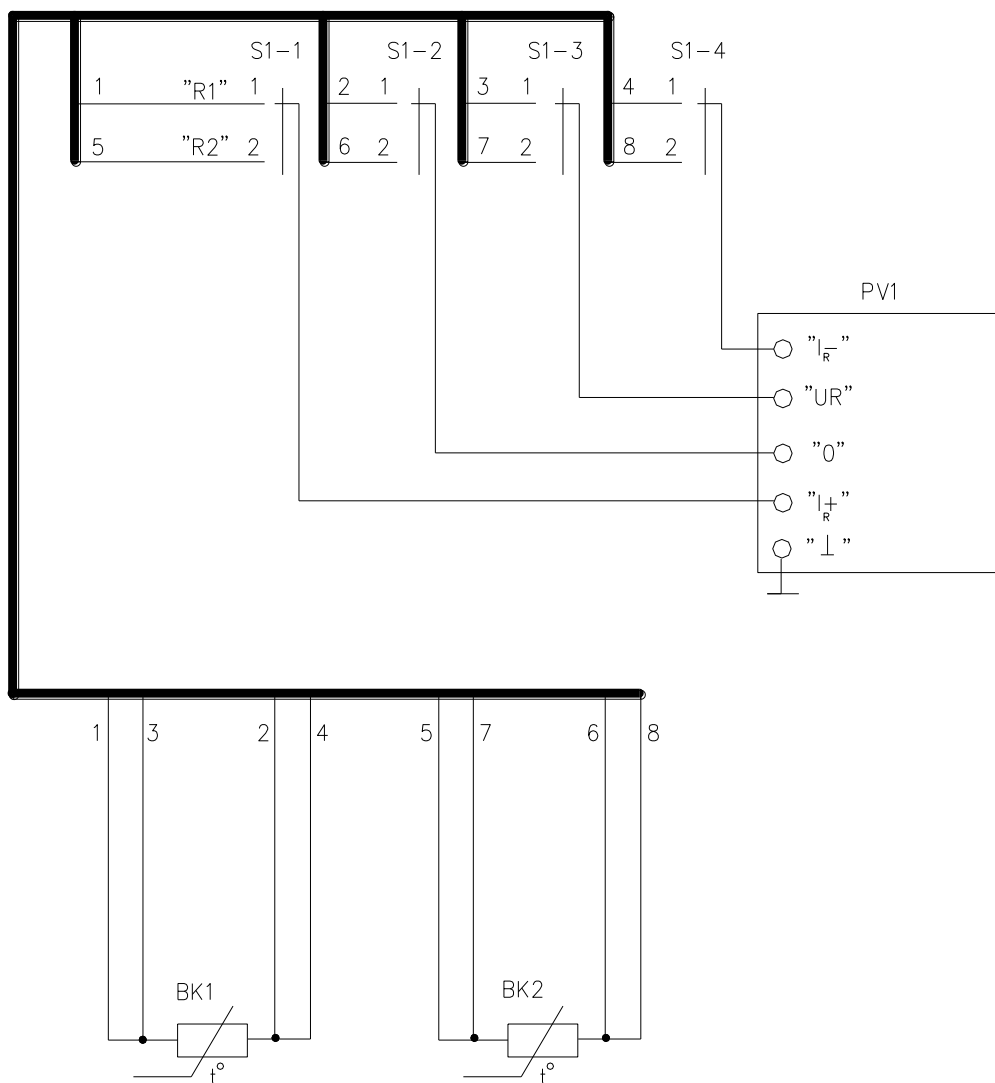 S1-1 S1-2 S1-3 S1-4
1 "R1" 1 2 1 3 1 4 1
5 "R2" 2 6 2 7 2 8 2
PV1
"I_R-"
"UR"
"0"
"I_R+"
"⊥"
1 3 2 4 5 7 6 8
BK1 BK2
t° t°